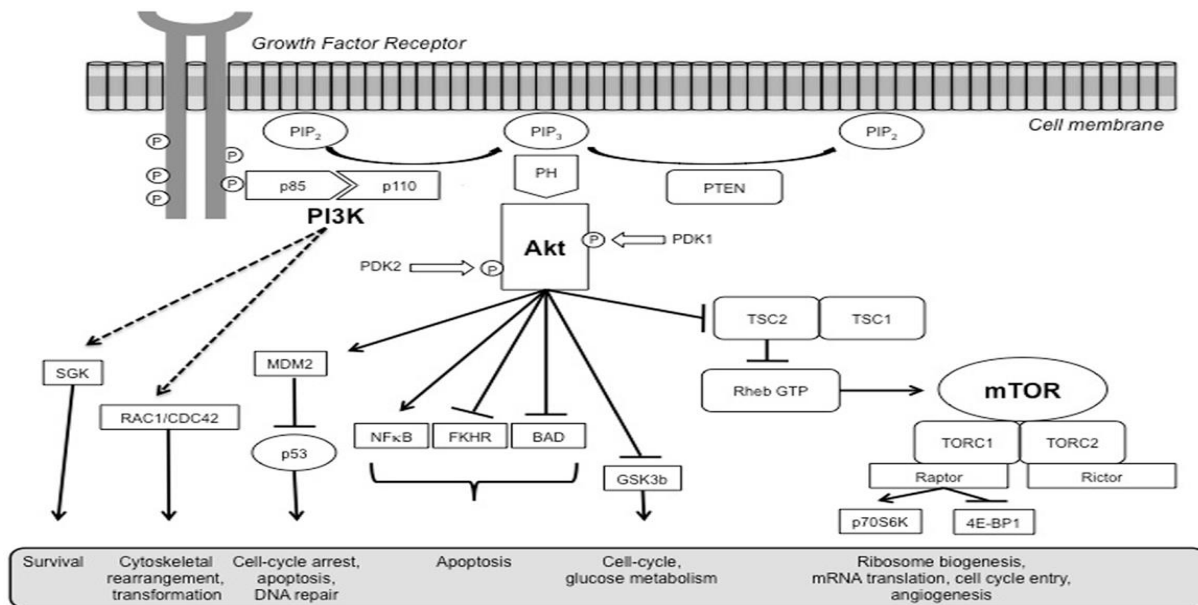 Growth Factor Receptor
Cell membrane
PIP₂
PIP₃
PIP₂
P
P
P
P
P
p85
p110
PI3K
PH
PTEN
Akt
P
PDK1
PDK2
P
TSC2
TSC1
SGK
MDM2
Rheb GTP
mTOR
RAC1/CDC42
NFκB
FKHR
BAD
TORC1
TORC2
p53
GSK3b
Raptor
Rictor
p70S6K
4E-BP1
Survival
Cytoskeletal
rearrangement,
transformation
Cell-cycle arrest,
apoptosis,
DNA repair
Apoptosis
Cell-cycle,
glucose metabolism
Ribosome biogenesis,
mRNA translation, cell cycle entry,
angiogenesis